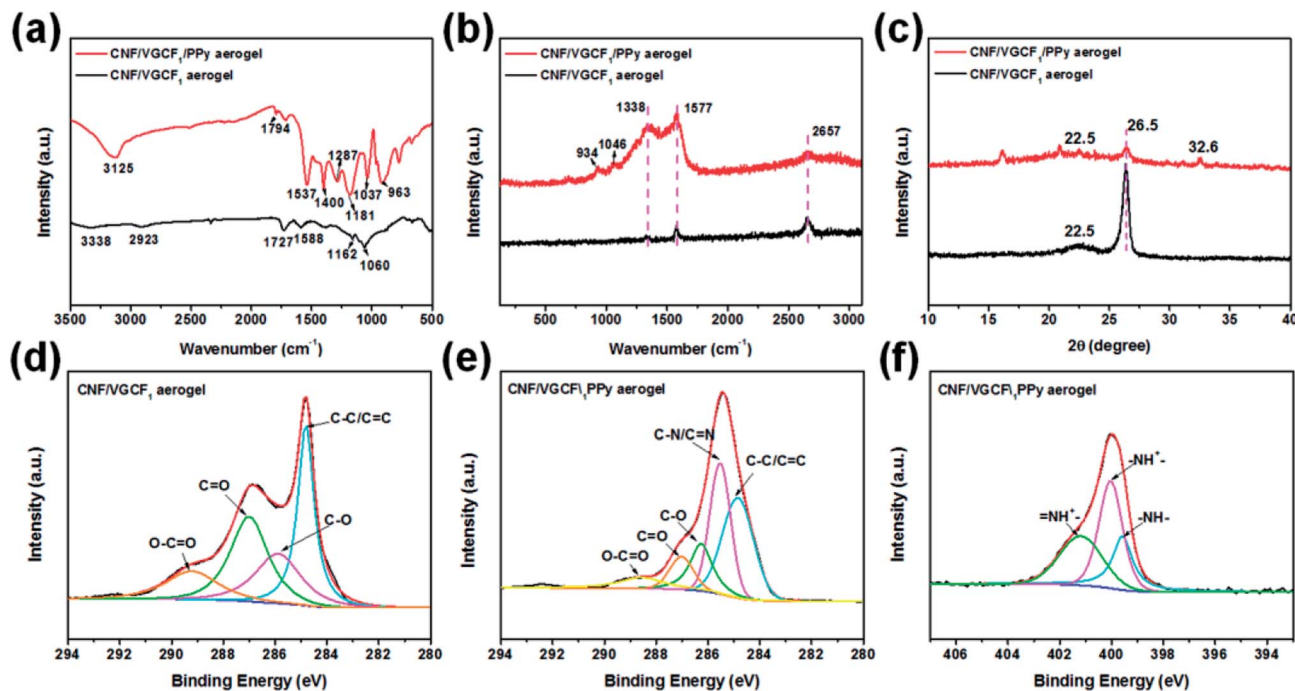 (a)
CNF/VGCF₁/PPy aerogel
CNF/VGCF₁ aerogel
1794
3125
1287
1537
1400
1037
963
1181
3338
2923
1727
1588
1162
1060
Intensity (a.u.)
3500 3000 2500 2000 1500 1000 500
Wavenumber (cm⁻¹)
(b)
CNF/VGCF₁/PPy aerogel
CNF/VGCF₁ aerogel
1338
1577
934
1046
2657
Intensity (a.u.)
500 1000 1500 2000 2500 3000
Wavenumber (cm⁻¹)
(c)
CNF/VGCF₁/PPy aerogel
CNF/VGCF₁ aerogel
22.5
26.5
32.6
22.5
Intensity (a.u.)
10 15 20 25 30 35 40
2θ (degree)
(d)
CNF/VGCF₁ aerogel
C-C/C=C
C=O
C-O
O-C=O
Intensity (a.u.)
294 292 290 288 286 284 282 280
Binding Energy (eV)
(e)
CNF/VGCF\₁PPy aerogel
C-N/C=N
C-C/C=C
C-O
C=O
O-C=O
Intensity (a.u.)
294 292 290 288 286 284 282 280
Binding Energy (eV)
(f)
CNF/VGCF\₁PPy aerogel
-NH⁺-
=NH⁺-
-NH-
Intensity (a.u.)
406 404 402 400 398 396 394
Binding Energy (eV)